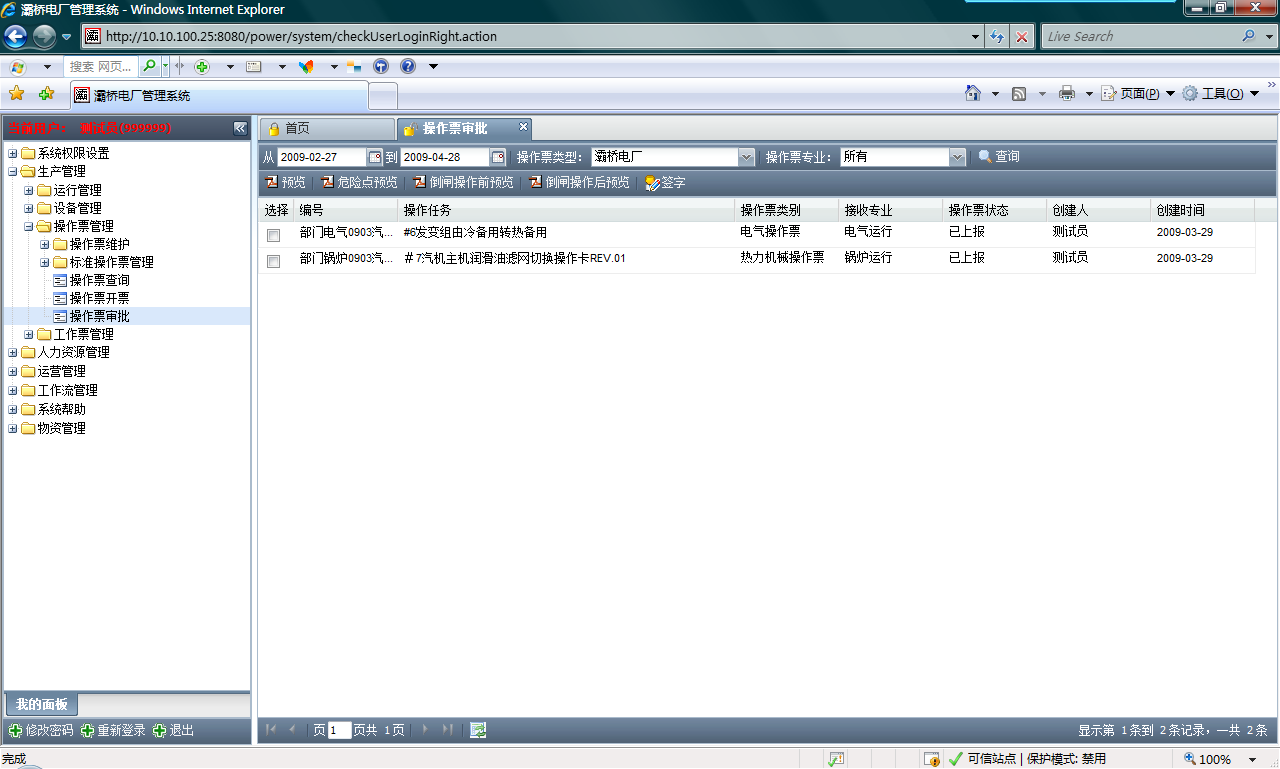 灞桥电厂管理系统 - Windows Internet Explorer
http://10.10.100.25:8080/power/system/checkUserLoginRight.action
Live Search
搜索 网页...
灞桥电厂管理系统
页面(P)
工具(O)
当前用户： 测试员(999999)
系统权限设置
生产管理
运行管理
设备管理
操作票管理
操作票维护
标准操作票管理
操作票查询
操作票开票
操作票审批
工作票管理
人力资源管理
运营管理
工作流管理
系统帮助
物资管理
我的面板
修改密码 重新登录 退出
首页 操作票审批
从 2009-02-27 到 2009-04-28 操作票类型： 灞桥电厂 操作票专业： 所有 查询
预览 危险点预览 倒闸操作前预览 倒闸操作后预览 签字
选择 编号 操作任务 操作票类别 接收专业 操作票状态 创建人 创建时间
部门电气0903汽... #6发变组由冷备用转热备用 电气操作票 电气运行 已上报 测试员 2009-03-29
部门锅炉0903汽... ＃7汽机主机润滑油滤网切换操作卡REV.01 热力机械操作票 锅炉运行 已上报 测试员 2009-03-29
页 1 页共 1页
显示第 1条到 2条记录，一共 2条
完成
可信站点 | 保护模式: 禁用
100%